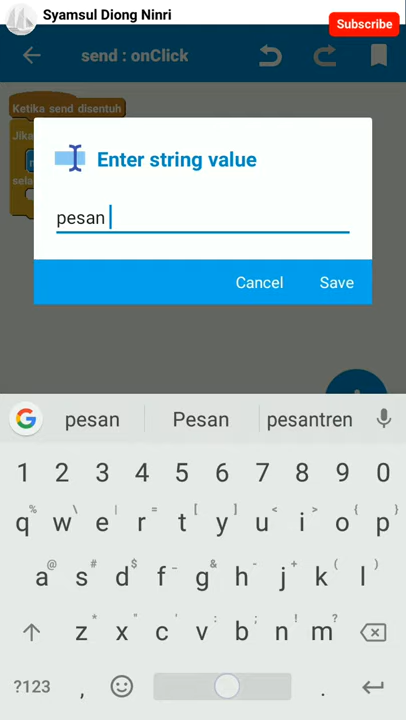 Syamsul Diong Ninri
Subscribe
send : onClick
Ketika send disentuh
Jika
Enter string value
pesan
Cancel Save
pesan Pesan pesantren
1 2 3 4 5 6 7 8 9 0
% \ | = [ ] < > { }
q w e r t y u i o p
@ # $ _ & - + ( )
a s d f g h j k l
* " ' : ; ! ?
z x c v b n m
?123 , .